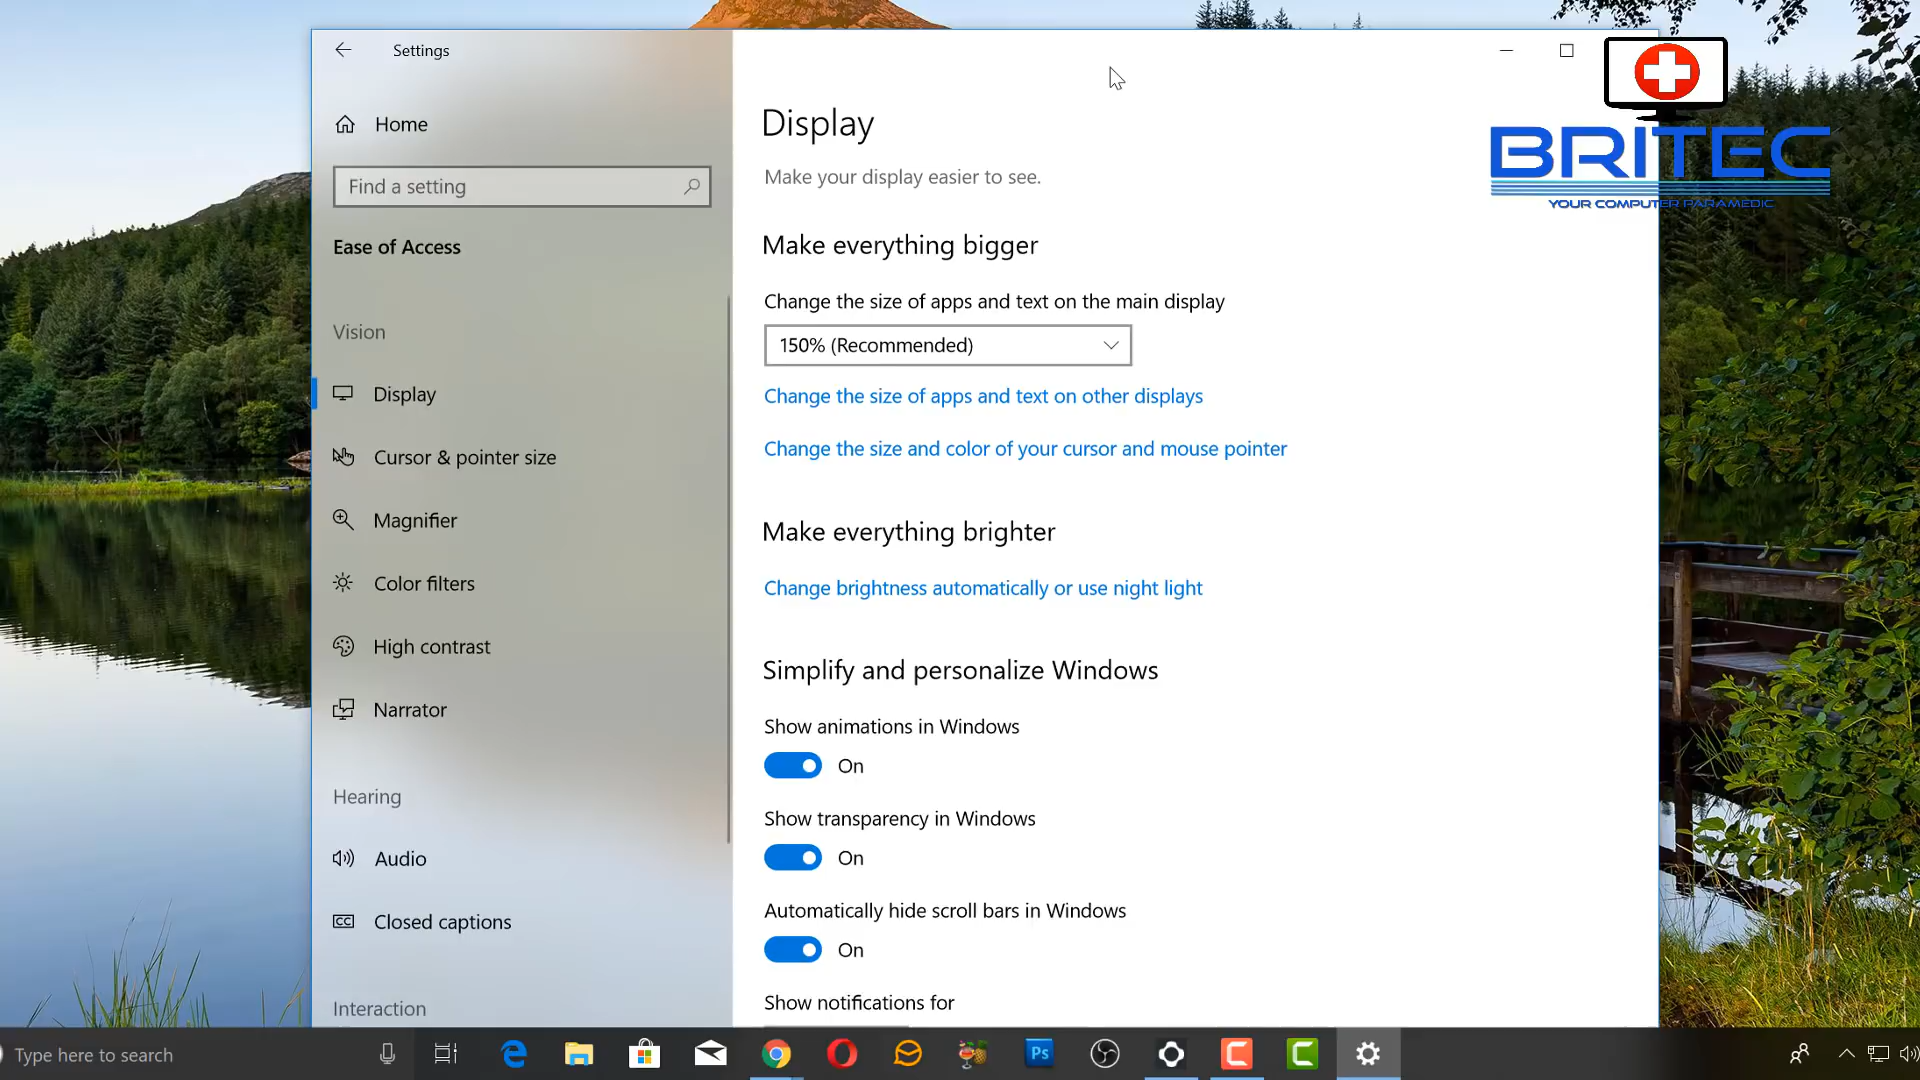 Settings
Home
Find a setting
Ease of Access
Vision
Display
Cursor & pointer size
Magnifier
Color filters
High contrast
Narrator
Hearing
Audio
CC Closed captions
Interaction
Display
Make your display easier to see.
Make everything bigger
Change the size of apps and text on the main display
150% (Recommended)
Change the size of apps and text on other displays
Change the size and color of your cursor and mouse pointer
Make everything brighter
Change brightness automatically or use night light
Simplify and personalize Windows
Show animations in Windows
On
Show transparency in Windows
On
Automatically hide scroll bars in Windows
On
Show notifications for
BRITEC
YOUR COMPUTER PARAMEDIC
Type here to search
Ps